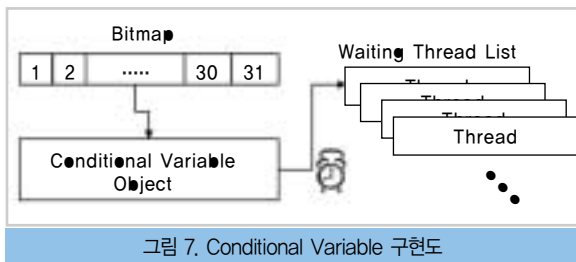 Bitmap
1 2 ..... 30 31
Waiting Thread List
Thread
Conditional Variable
Object
그림 7. Conditional Variable 구현도